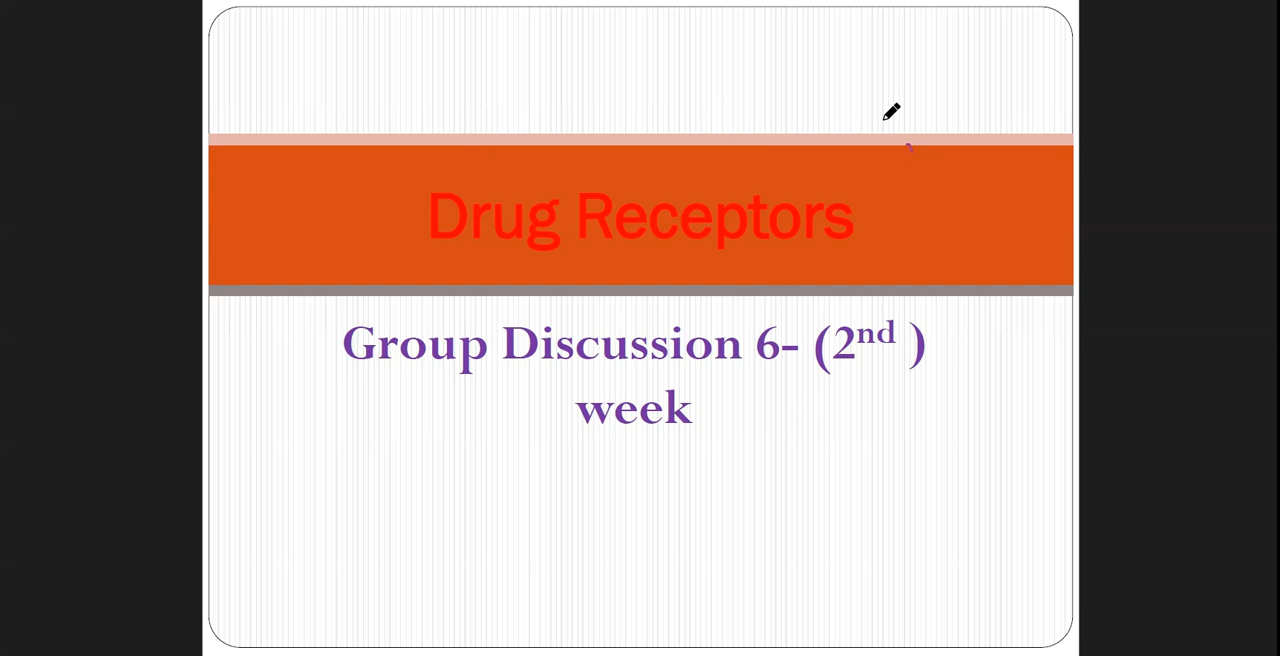 Drug Receptors
Group Discussion 6- (2nd )
week